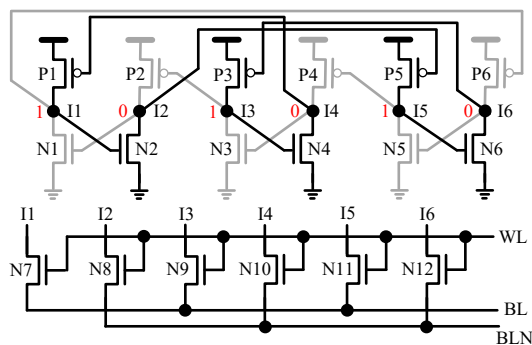 P1 P2 P3 P4 P5 P6
1 I1 0 I2 1 I3 0 I4 1 I5 0 I6
N1 N2 N3 N4 N5 N6
I1 I2 I3 I4 I5 I6
WL
N7 N8 N9 N10 N11 N12
BL
BLN